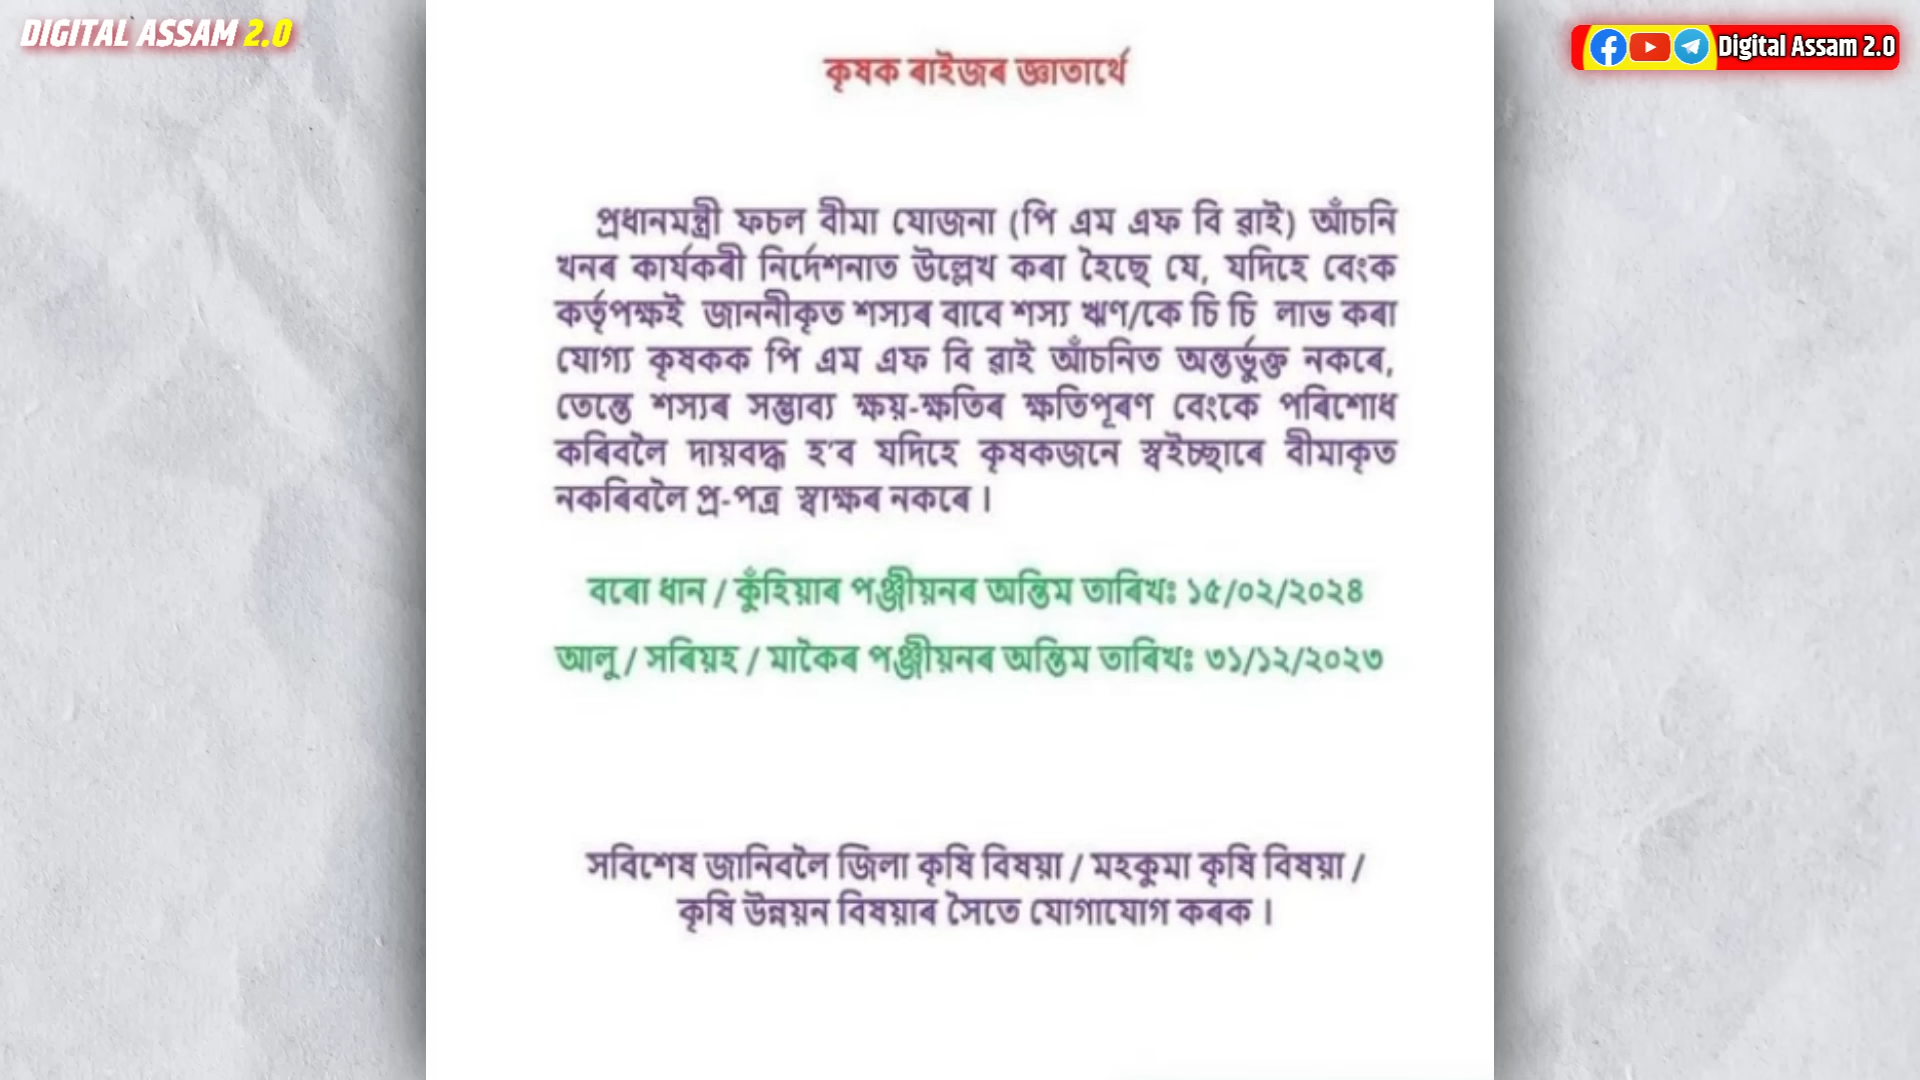 DIGITAL ASSAM 2.0
Digital Assam 2.0
কৃষক ৰাইজৰ জ্ঞাতাৰ্থে
প্ৰধানমন্ত্ৰী ফচল বীমা যোজনা (পি এম এফ বি ৱাই) আঁচনি
খনৰ কাৰ্যকৰী নিৰ্দেশনাত উল্লেখ কৰা হৈছে যে, যদিহে বেংক
কৰ্তৃপক্ষই জাননীকৃত শস্যৰ বাবে শস্য ঋণ/কে চি চি লাভ কৰা
যোগ্য কৃষকক পি এম এফ বি ৱাই আঁচনিত অন্তৰ্ভুক্ত নকৰে,
তেন্তে শস্যৰ সম্ভাব্য ক্ষয়-ক্ষতিৰ ক্ষতিপূৰণ বেংকে পৰিশোধ
কৰিবলৈ দায়বদ্ধ হ'ব যদিহে কৃষকজনে স্বইচ্ছাৰে বীমাকৃত
নকৰিবলৈ প্ৰ-পত্ৰ স্বাক্ষৰ নকৰে ।
বৰো ধান / কুঁহিয়াৰ পঞ্জীয়নৰ অন্তিম তাৰিখঃ ১৫/০২/২০২৪
আলু / সৰিয়হ / মাকৈৰ পঞ্জীয়নৰ অন্তিম তাৰিখঃ ৩১/১২/২০২৩
সবিশেষ জানিবলৈ জিলা কৃষি বিষয়া / মহকুমা কৃষি বিষয়া /
কৃষি উন্নয়ন বিষয়াৰ সৈতে যোগাযোগ কৰক ।